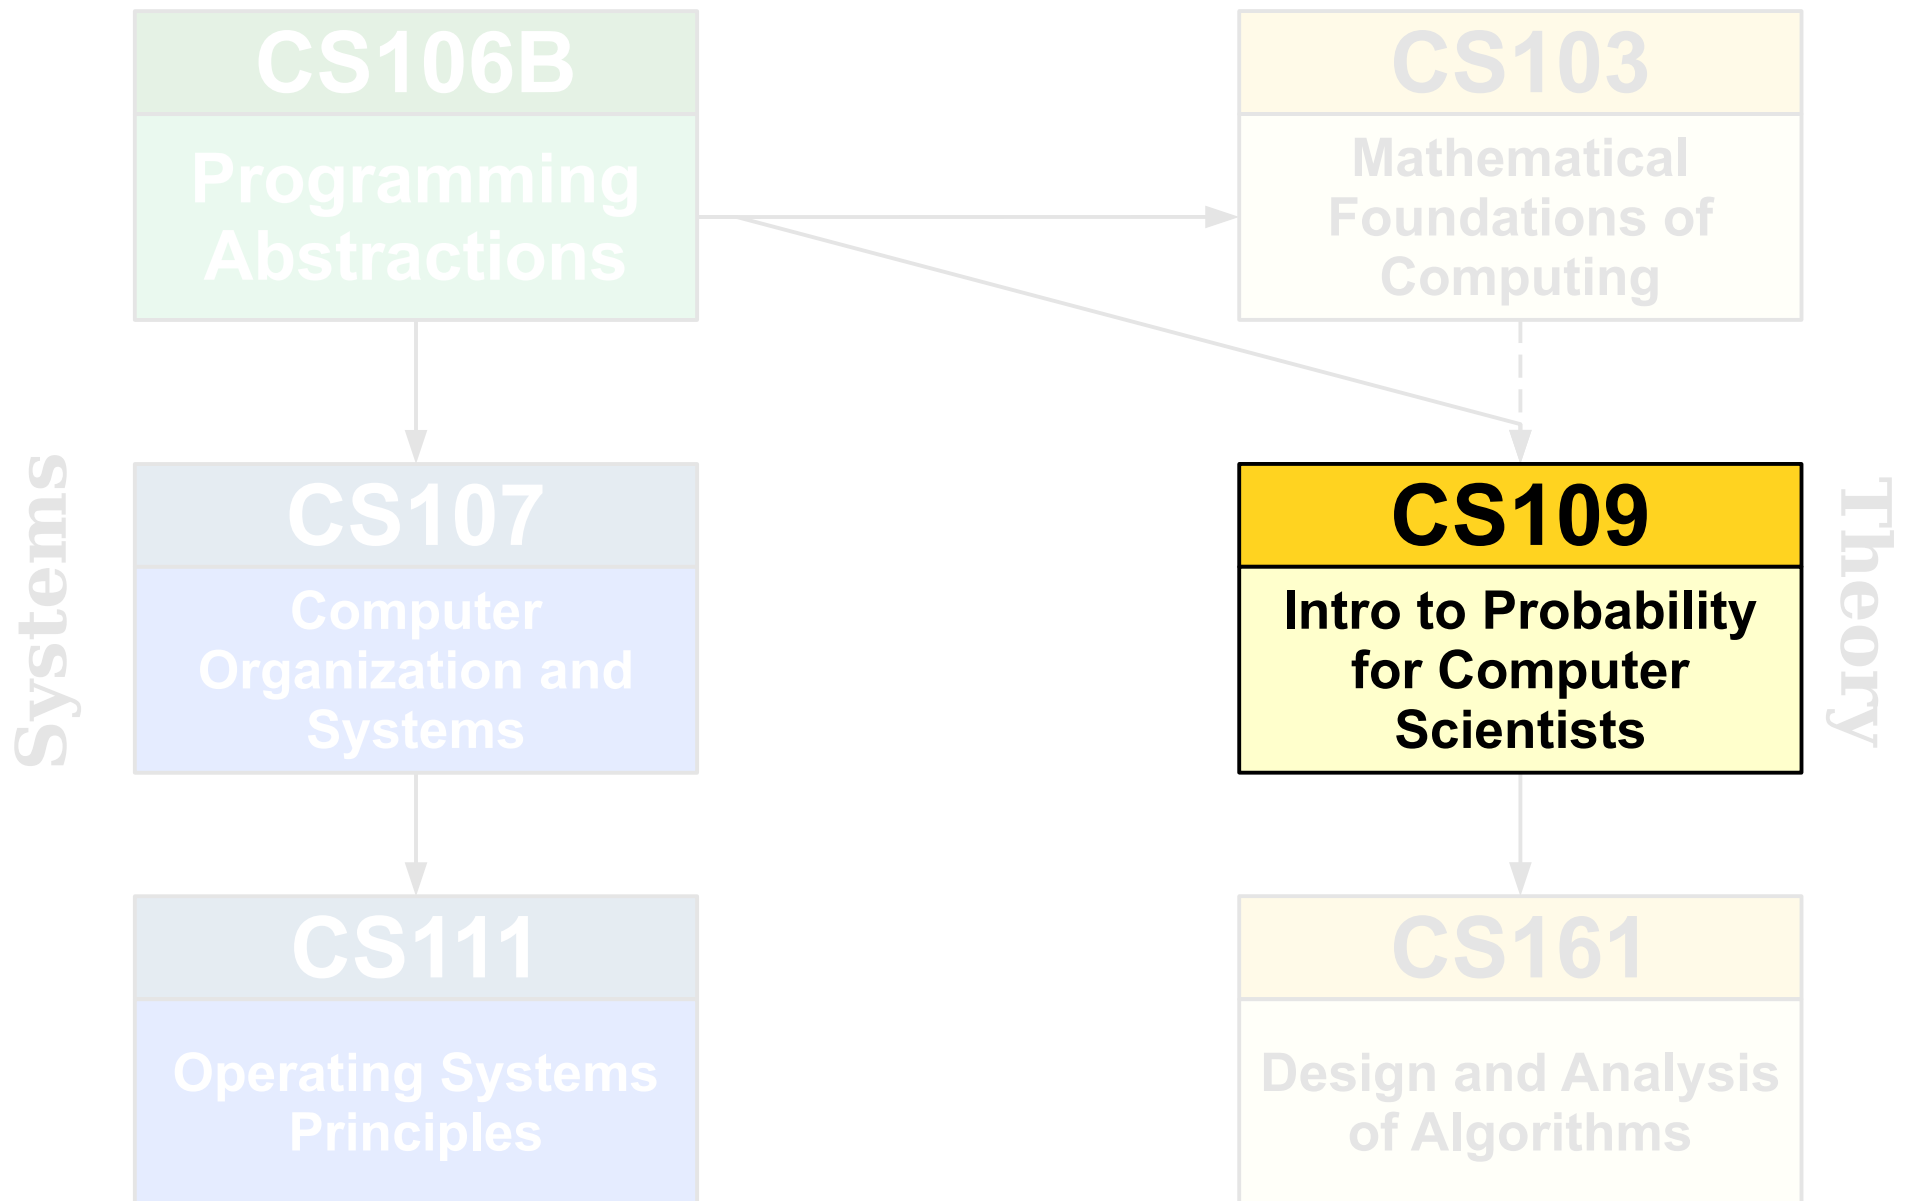 CS106B
Programming
Abstractions
CS103
Mathematical
Foundations of
Computing
Systems
CS107
Computer
Organization and
Systems
CS109
Intro to Probability
for Computer
Scientists
Theory
CS111
Operating Systems
Principles
CS161
Design and Analysis
of Algorithms